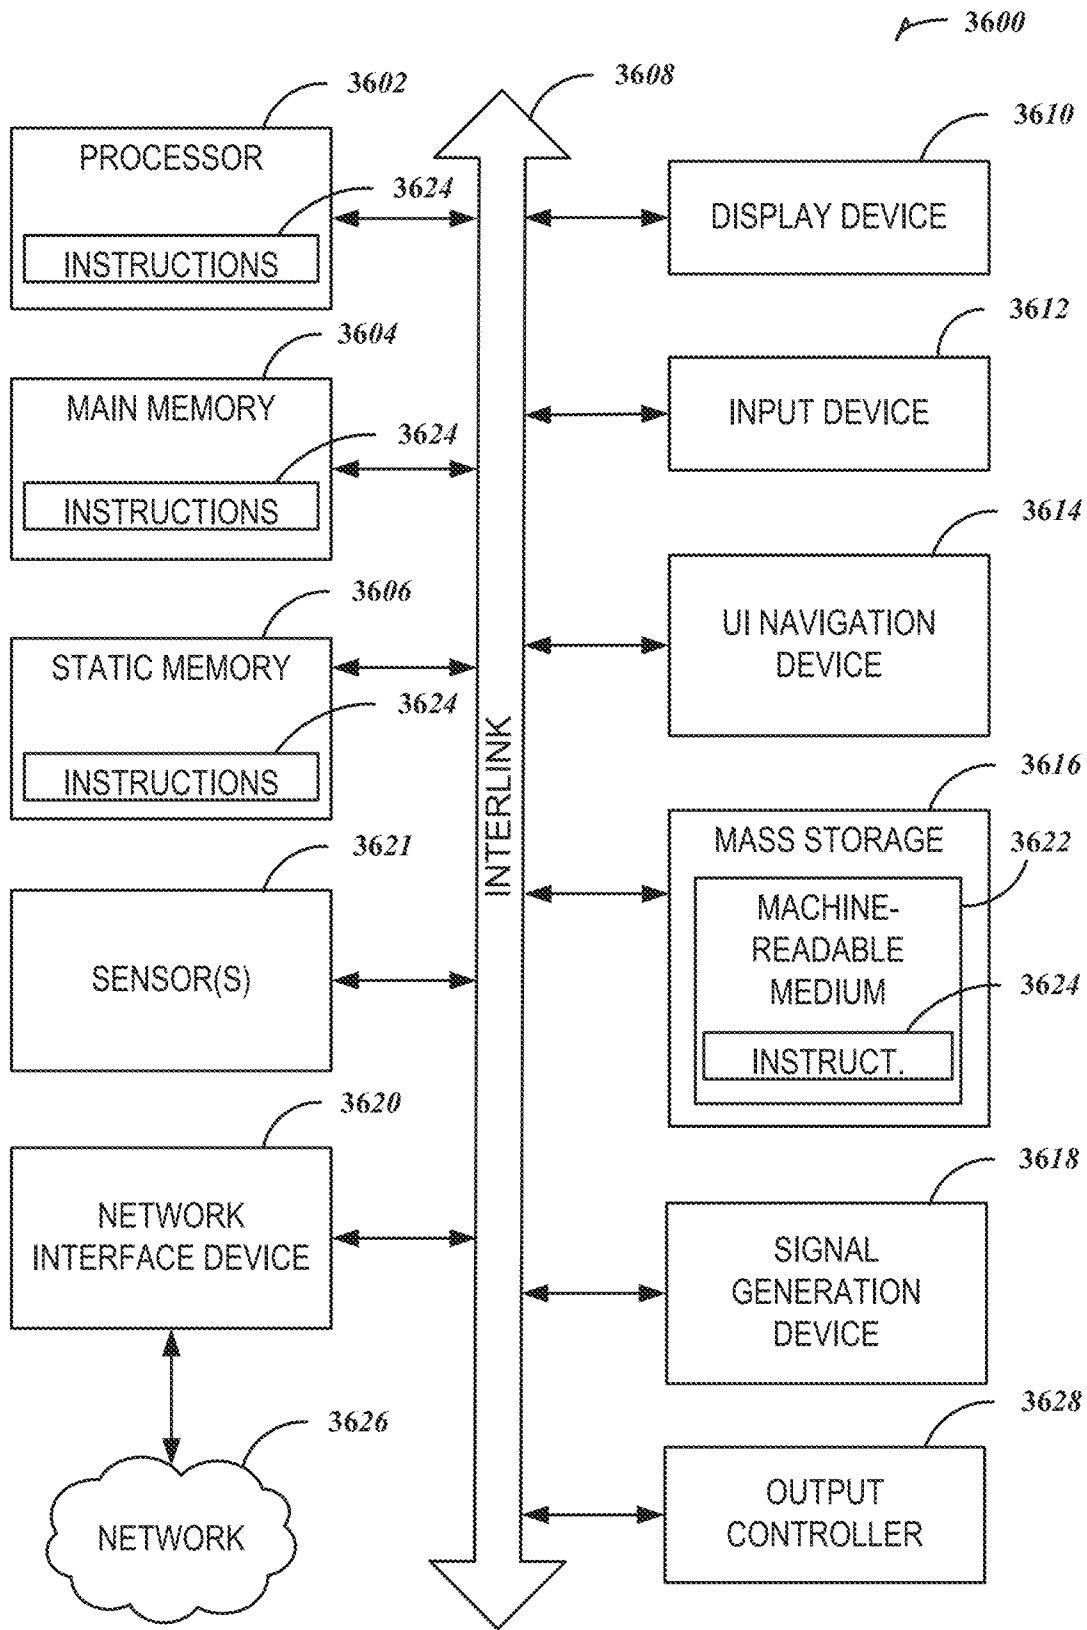 3600
3602
PROCESSOR
3624
INSTRUCTIONS
3604
MAIN MEMORY
3624
INSTRUCTIONS
3606
STATIC MEMORY
3624
INSTRUCTIONS
3621
SENSOR(S)
3620
NETWORK
INTERFACE DEVICE
3626
NETWORK
3608
INTERLINK
3610
DISPLAY DEVICE
3612
INPUT DEVICE
3614
UI NAVIGATION
DEVICE
3616
MASS STORAGE
3622
MACHINE-
READABLE
MEDIUM
3624
INSTRUCT.
3618
SIGNAL
GENERATION
DEVICE
3628
OUTPUT
CONTROLLER